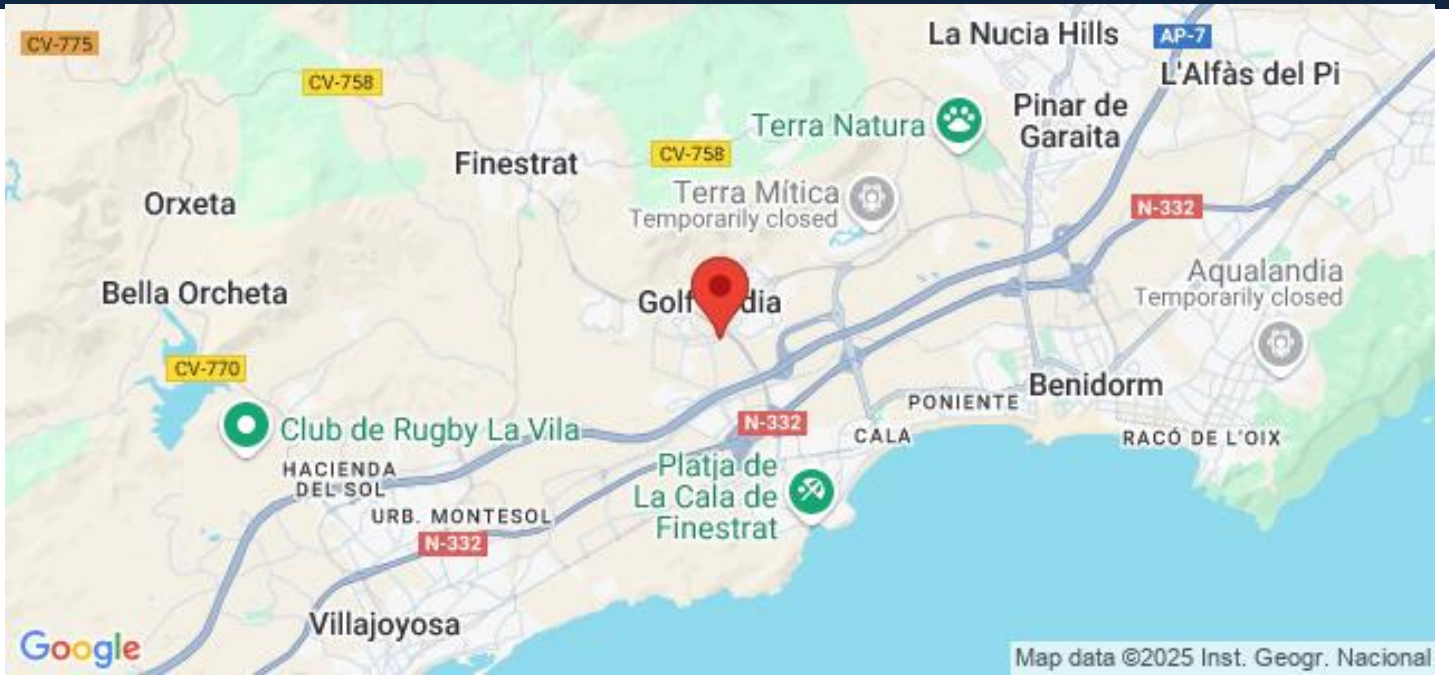 CV-775
La Nucia Hills
AP-7
L'Alfàs del Pi
CV-758
Pinar de
Garaita
Terra Natura
Finestrat
CV-758
Terra Mítica
Temporarily closed
Orxeta
N-332
Bella Orcheta
Golf
dia
Aqualandia
Temporarily closed
CV-770
Benidorm
PONIENTE
Club de Rugby La Vila
N-332
CALA
RACÓ DE L'OIX
HACIENDA
DEL SOL
Platja de
La Cala de
Finestrat
URB. MONTESOL
N-332
Villajoyosa
Google
Map data ©2025 Inst. Geogr. Nacional